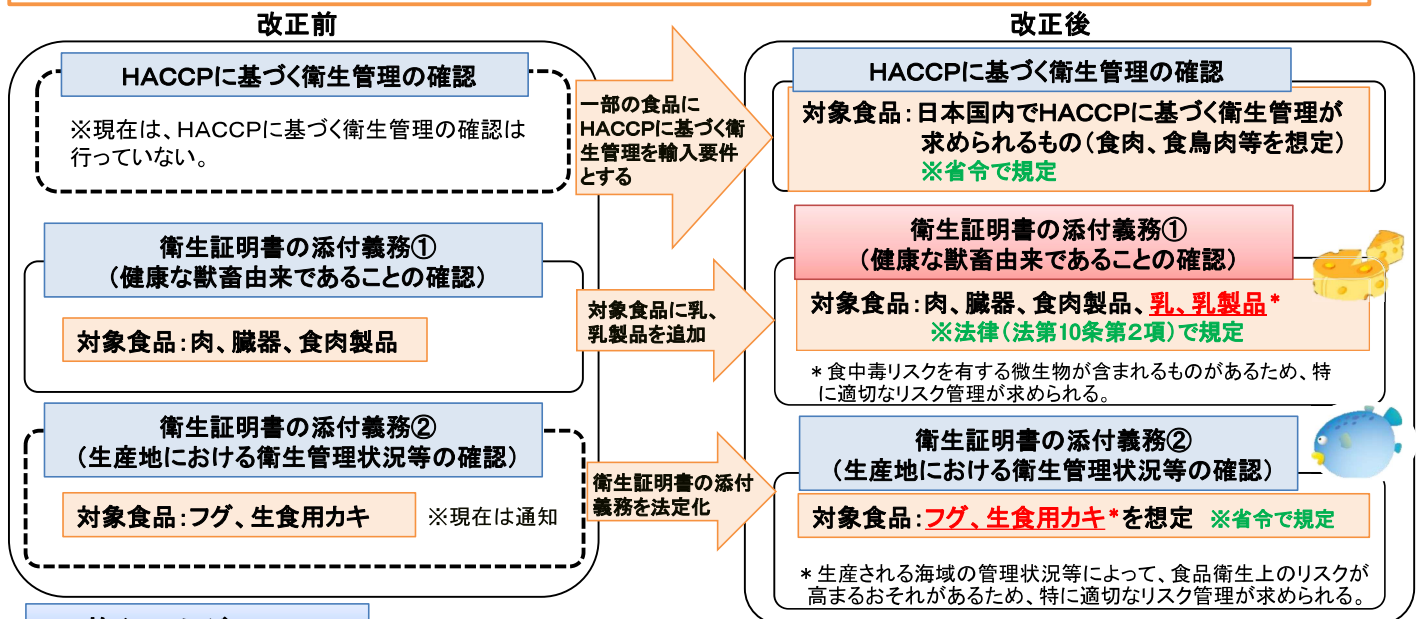 改正前
HACCPに基づく衛生管理の確認
※現在は、HACCPに基づく衛生管理の確認は
行っていない。
衛生証明書の添付義務①
(健康な獣畜由来であることの確認)
対象食品:肉、臓器、食肉製品
衛生証明書の添付義務②
(生産地における衛生管理状況等の確認)
対象食品:フグ、生食用カキ ※現在は通知
一部の食品に
HACCPに基づく衛
生管理を輸入要件
とする
対象食品に乳、
乳製品を追加
衛生証明書の添付
義務を法定化
改正後
HACCPに基づく衛生管理の確認
対象食品:日本国内でHACCPに基づく衛生管理が
求められるもの(食肉、食鳥肉等を想定)
※省令で規定
衛生証明書の添付義務①
(健康な獣畜由来であることの確認)
対象食品:肉、臓器、食肉製品、乳、乳製品*
※法律(法第10条第2項)で規定
* 食中毒リスクを有する微生物が含まれるものがあるため、特
に適切なリスク管理が求められる。
衛生証明書の添付義務②
(生産地における衛生管理状況等の確認)
対象食品:フグ、生食用カキ*を想定 ※省令で規定
* 生産される海域の管理状況等によって、食品衛生上のリスクが
高まるおそれがあるため、特に適切なリスク管理が求められる。